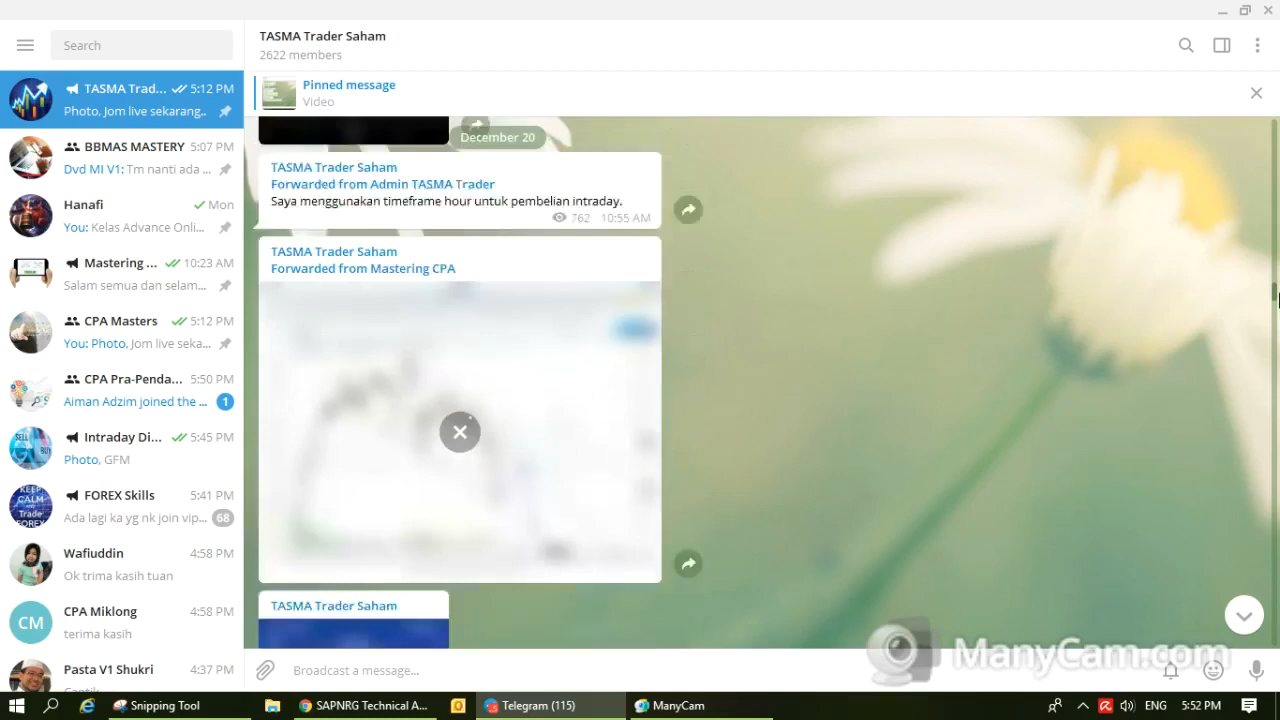 Search
TASMA Trad... 5:12 PM
Photo, Jom live sekarang..
BBMAS MASTERY 5:07 PM
Dvd MI V1: Tm nanti ada ...
Hanafi Mon
You: Kelas Advance Onli...
Mastering ... 10:23 AM
Salam semua dan selam...
CPA Masters 5:12 PM
You: Photo, Jom live seka...
CPA Pra-Penda... 5:50 PM
Aiman Adzim joined the ... 1
Intraday Di... 5:45 PM
Photo, GFM
FOREX Skills 5:41 PM
Ada lagi ka yg nk join vip... 68
KEEP
CALM
AND
Trade
FOREX
Wafiuddin 4:58 PM
Ok trima kasih tuan
CPA Miklong 4:58 PM
CM
terima kasih
Pasta V1 Shukri 4:37 PM
Cantik
TASMA Trader Saham
2622 members
Pinned message
Video
December 20
TASMA Trader Saham
Forwarded from Admin TASMA Trader
Saya menggunakan timeframe hour untuk pembelian intraday.
762 10:55 AM
TASMA Trader Saham
Forwarded from Mastering CPA
TASMA Trader Saham
Broadcast a message...
ManyCam.com
Snipping Tool
SAPNRG Technical A...
Telegram (115)
ManyCam
ENG 5:52 PM